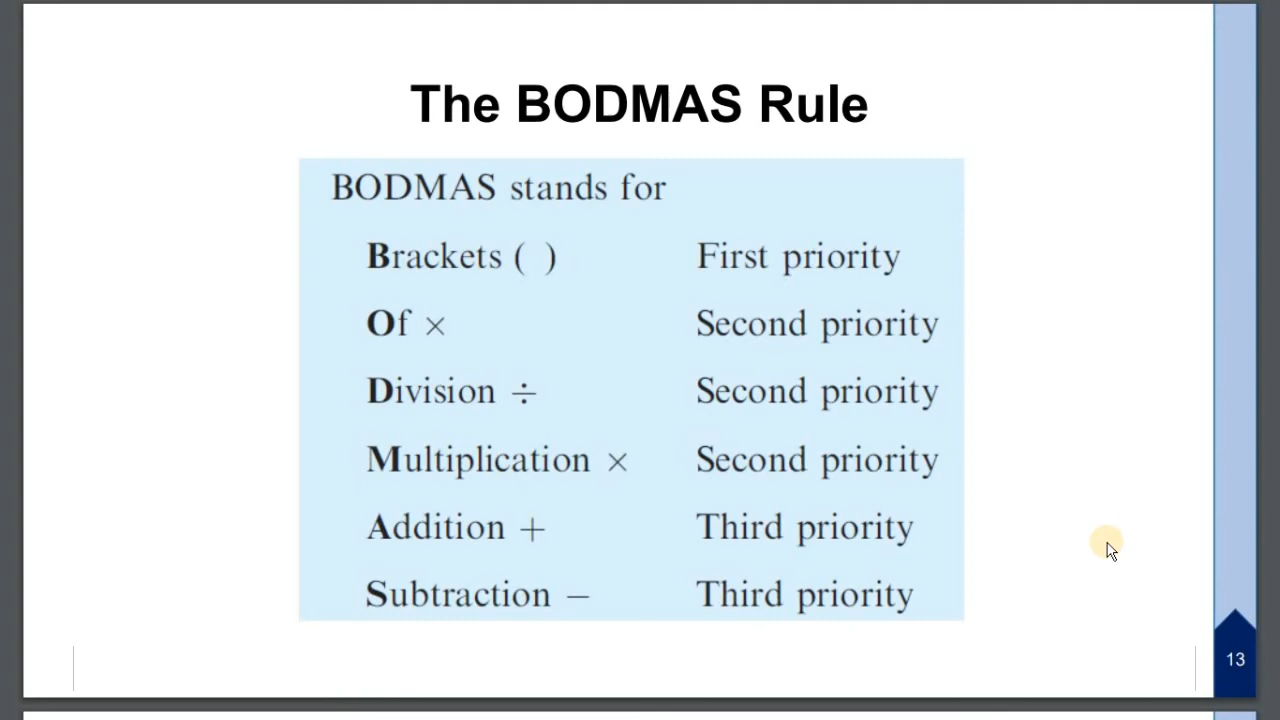 The BODMAS Rule
BODMAS stands for
Brackets ( ) First priority
Of × Second priority
Division ÷ Second priority
Multiplication × Second priority
Addition + Third priority
Subtraction − Third priority
13